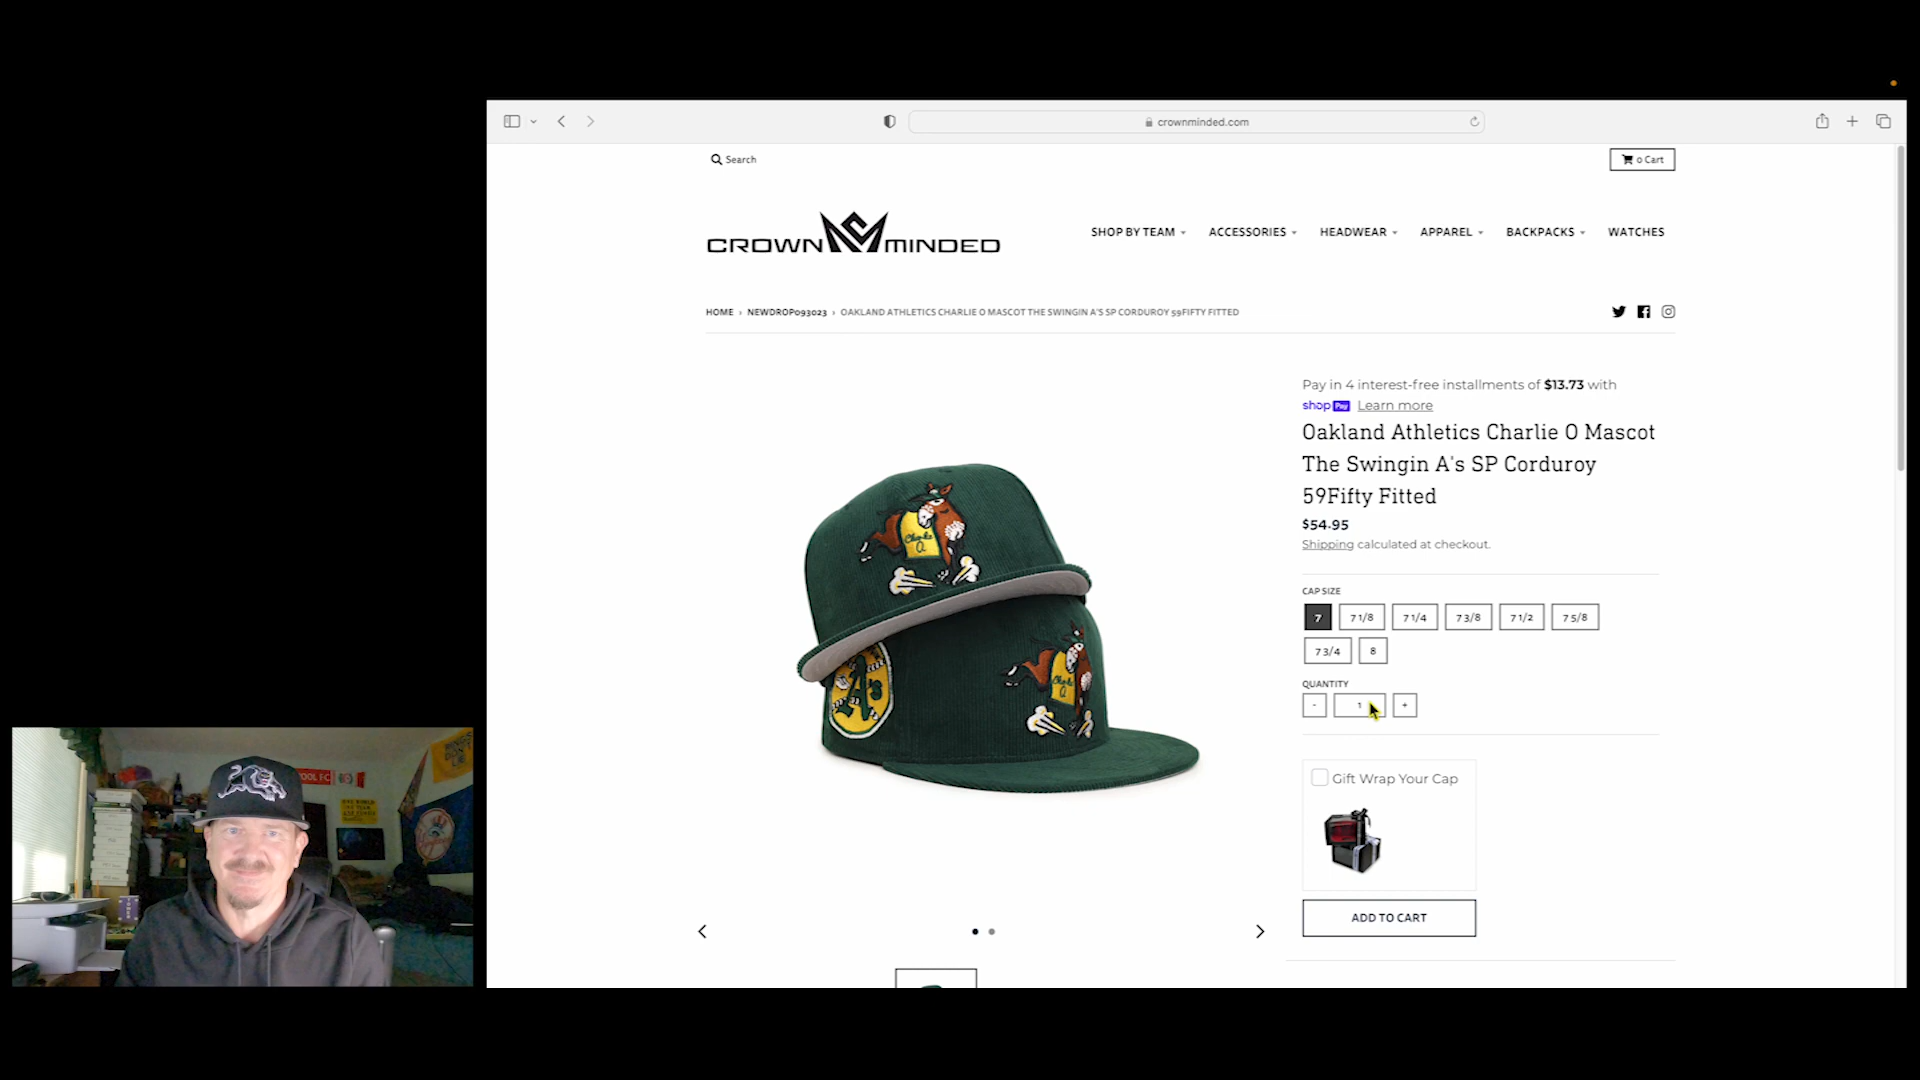 crownminded.com
Search
0 Cart
CROWN MINDED
SHOP BY TEAM
ACCESSORIES
HEADWEAR
APPAREL
BACKPACKS
WATCHES
HOME › NEWDROP093023 › OAKLAND ATHLETICS CHARLIE O MASCOT THE SWINGIN A'S SP CORDUROY 59FIFTY FITTED
Pay in 4 interest-free installments of $13.73 with
shop Pay Learn more
Oakland Athletics Charlie O Mascot
The Swingin A's SP Corduroy
59Fifty Fitted
$54.95
Shipping calculated at checkout.
CAP SIZE
7 7 1/8 7 1/4 7 3/8 7 1/2 7 5/8
7 3/4 8
QUANTITY
- 1 +
Gift Wrap Your Cap
ADD TO CART
Charlie
O.
A's
Charlie
O.
OOL FC